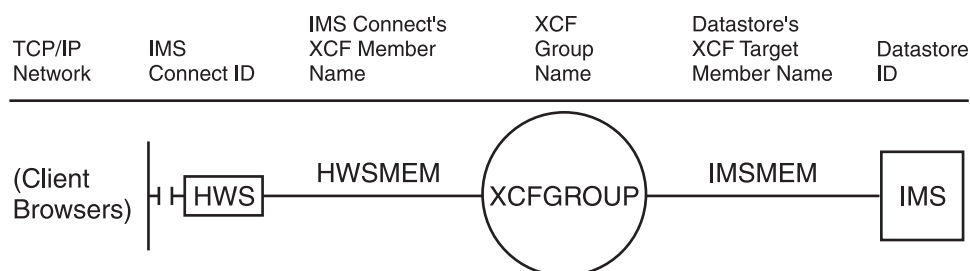 TCP/IP
Network
IMS
Connect ID
IMS Connect's
XCF Member
Name
XCF
Group
Name
Datastore's
XCF Target
Member Name
Datastore
ID
(Client
Browsers)
HWS
HWSMEM
XCFGROUP
IMSMEM
IMS